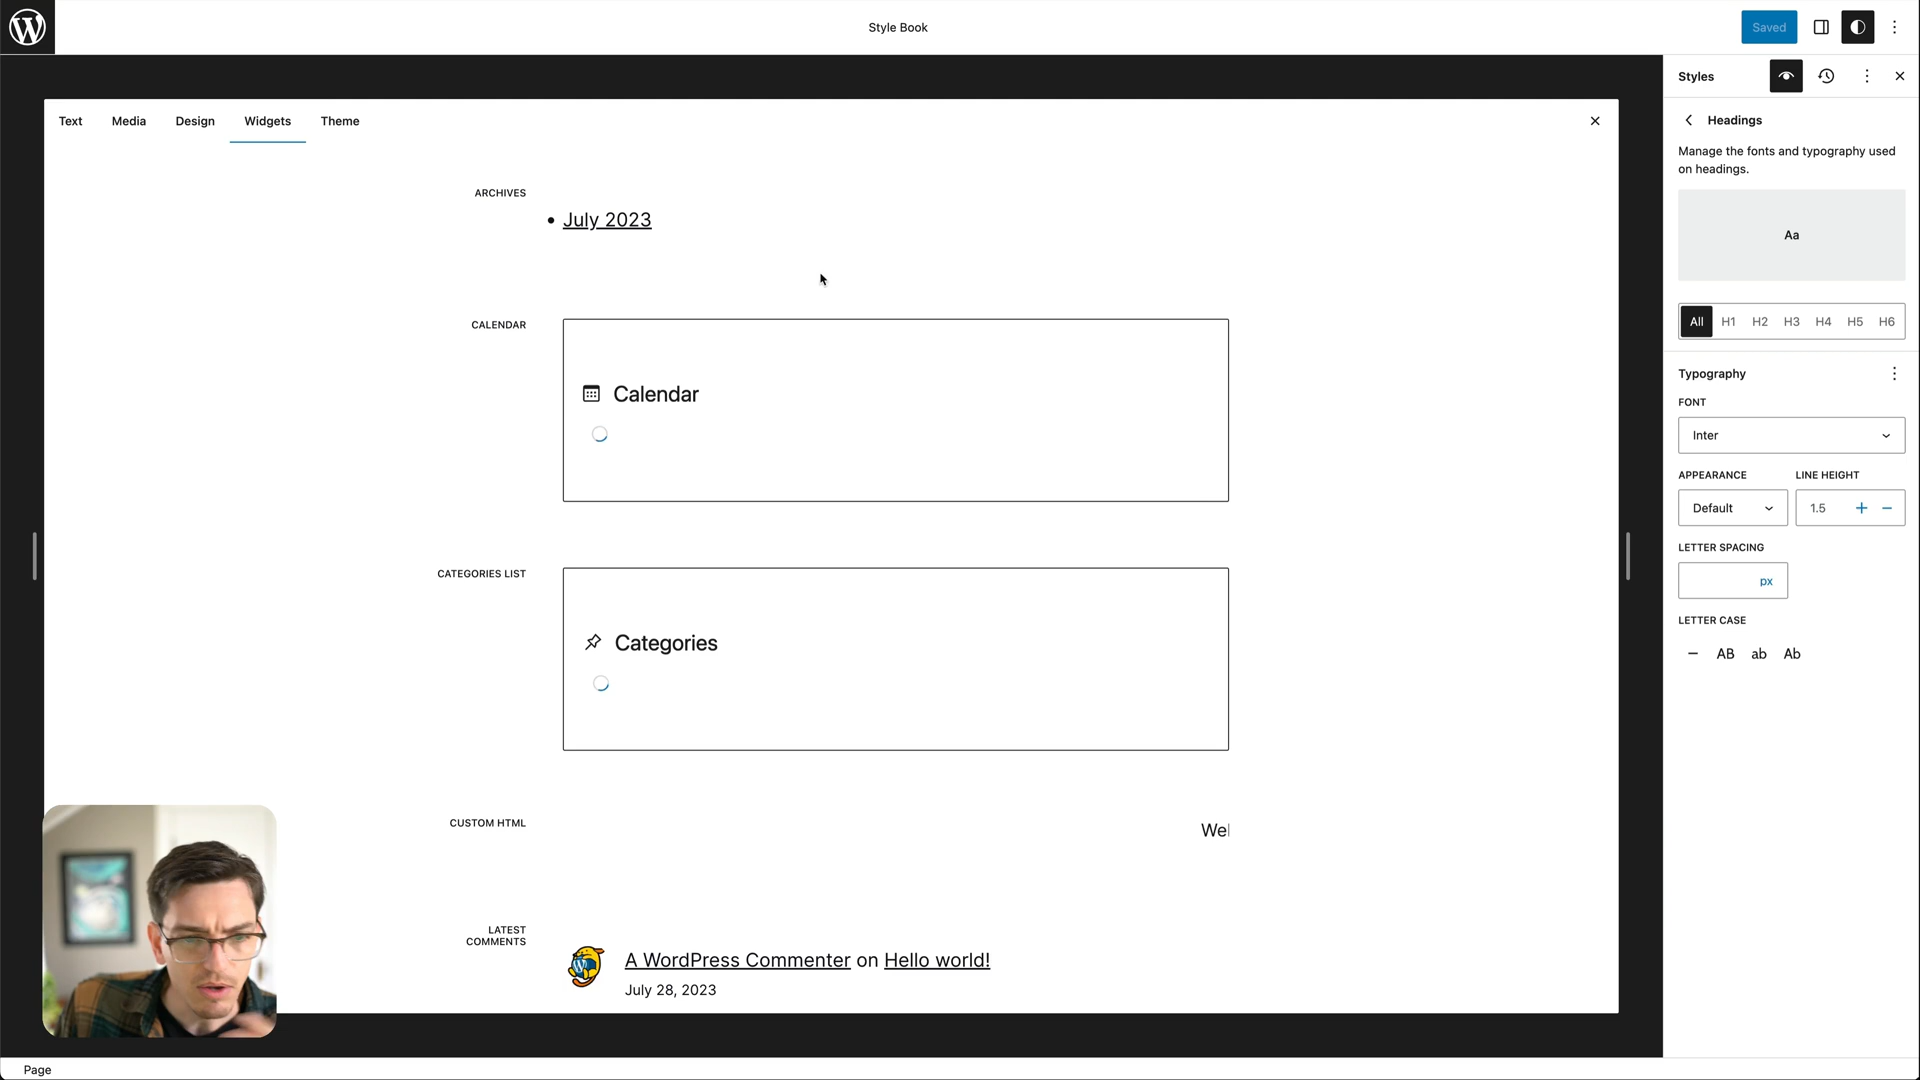 Style Book
Saved
Styles
Text Media Design Widgets Theme
Headings
Manage the fonts and typography used
on headings.
Aa
All H1 H2 H3 H4 H5 H6
Typography
FONT
Inter
APPEARANCE LINE HEIGHT
Default 1.5
LETTER SPACING
px
LETTER CASE
AB ab Ab
ARCHIVES
July 2023
CALENDAR
Calendar
CATEGORIES LIST
Categories
CUSTOM HTML
Wel
LATEST
COMMENTS
A WordPress Commenter on Hello world!
July 28, 2023
Page